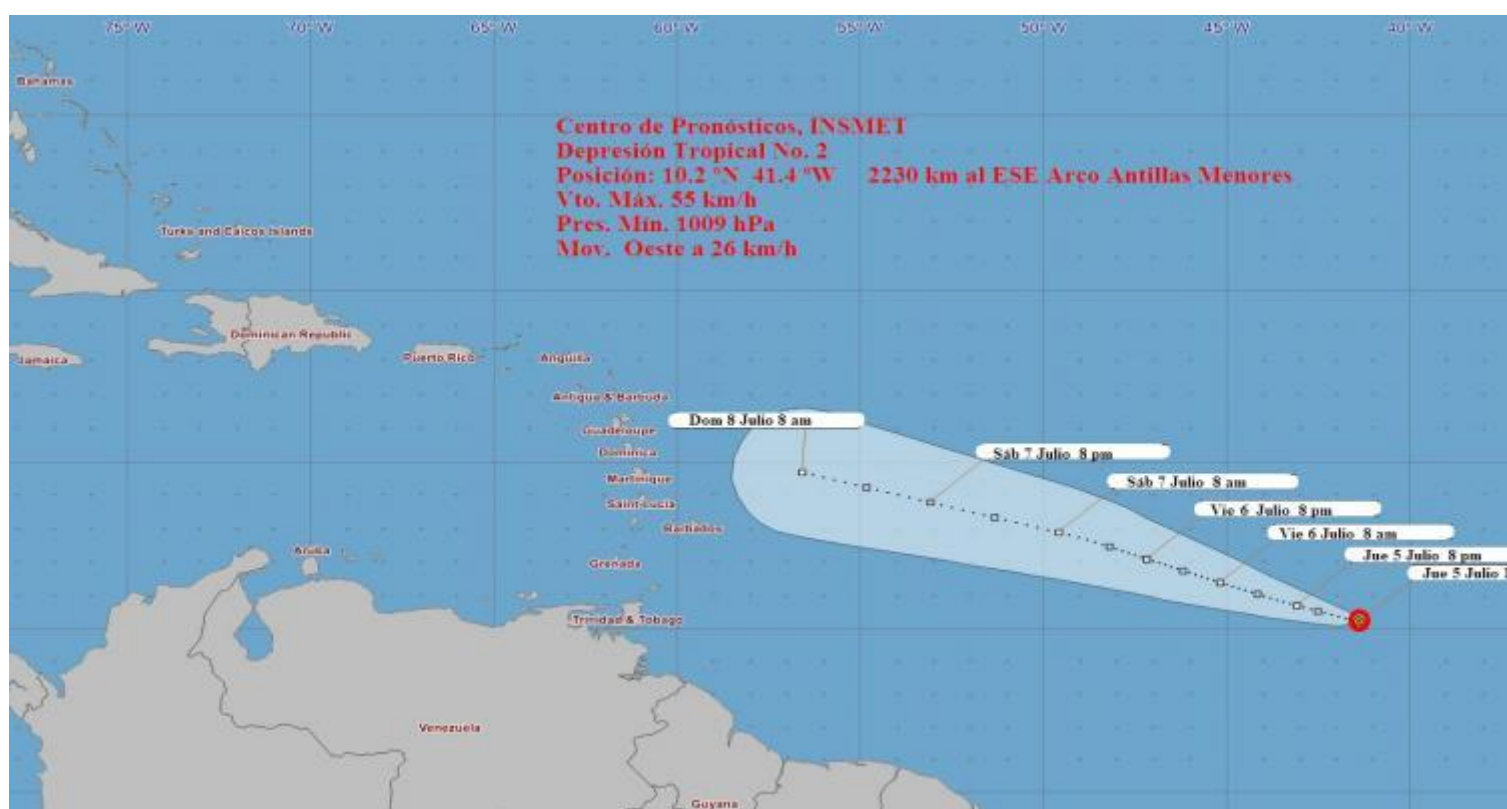 75° W 70° W 65° W 60° W 55° W 50° W 45° W 40° W
Bahamas
Centro de Pronósticos, INSMET
Depresión Tropical No. 2
Posición: 10.2 °N 41.4 °W 2230 km al ESE Arco Antillas Menores
Vto. Máx. 55 km/h
Pres. Mín. 1009 hPa
Mov. Oeste a 26 km/h
Turks and Caicos Islands
Dominican Republic
Jamaica
Puerto Rico
Anguilla
Antigua & Barbuda
Dom 8 Julio 8 am
Guadeloupe
Dominica
Sáb 7 Julio 8 pm
Martinique
Sáb 7 Julio 8 am
Saint Lucia
Vie 6 Julio 8 pm
Barbados
Vie 6 Julio 8 am
Aruba
Jue 5 Julio 8 pm
Grenada
Jue 5 Julio 1
Trinidad & Tobago
Venezuela
Guyana